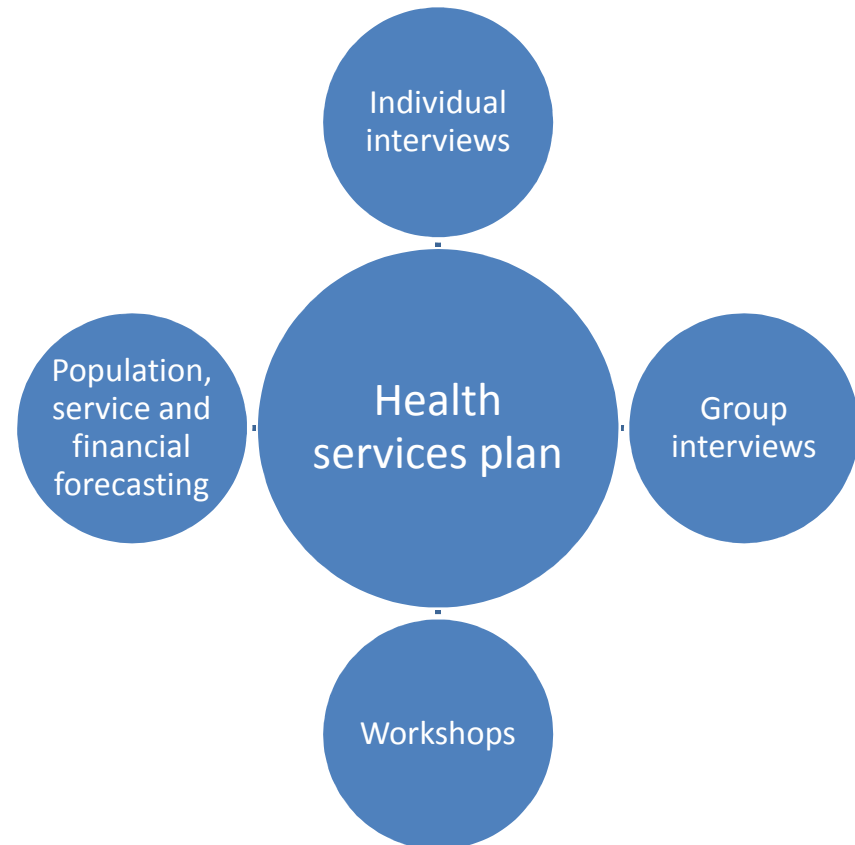 Individual
interviews
Population,
service and
financial
forecasting
Health
services plan
Group
interviews
Workshops